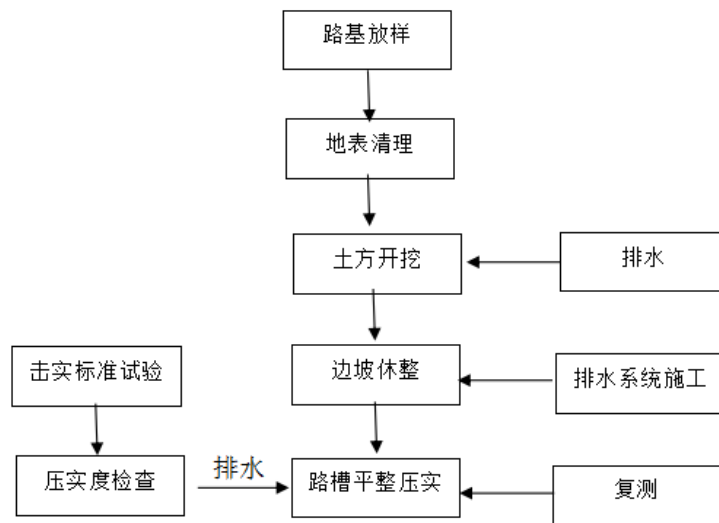 路基放样
地表清理
土方开挖
排水
击实标准试验
边坡休整
排水系统施工
压实度检查
排水
路槽平整压实
复测